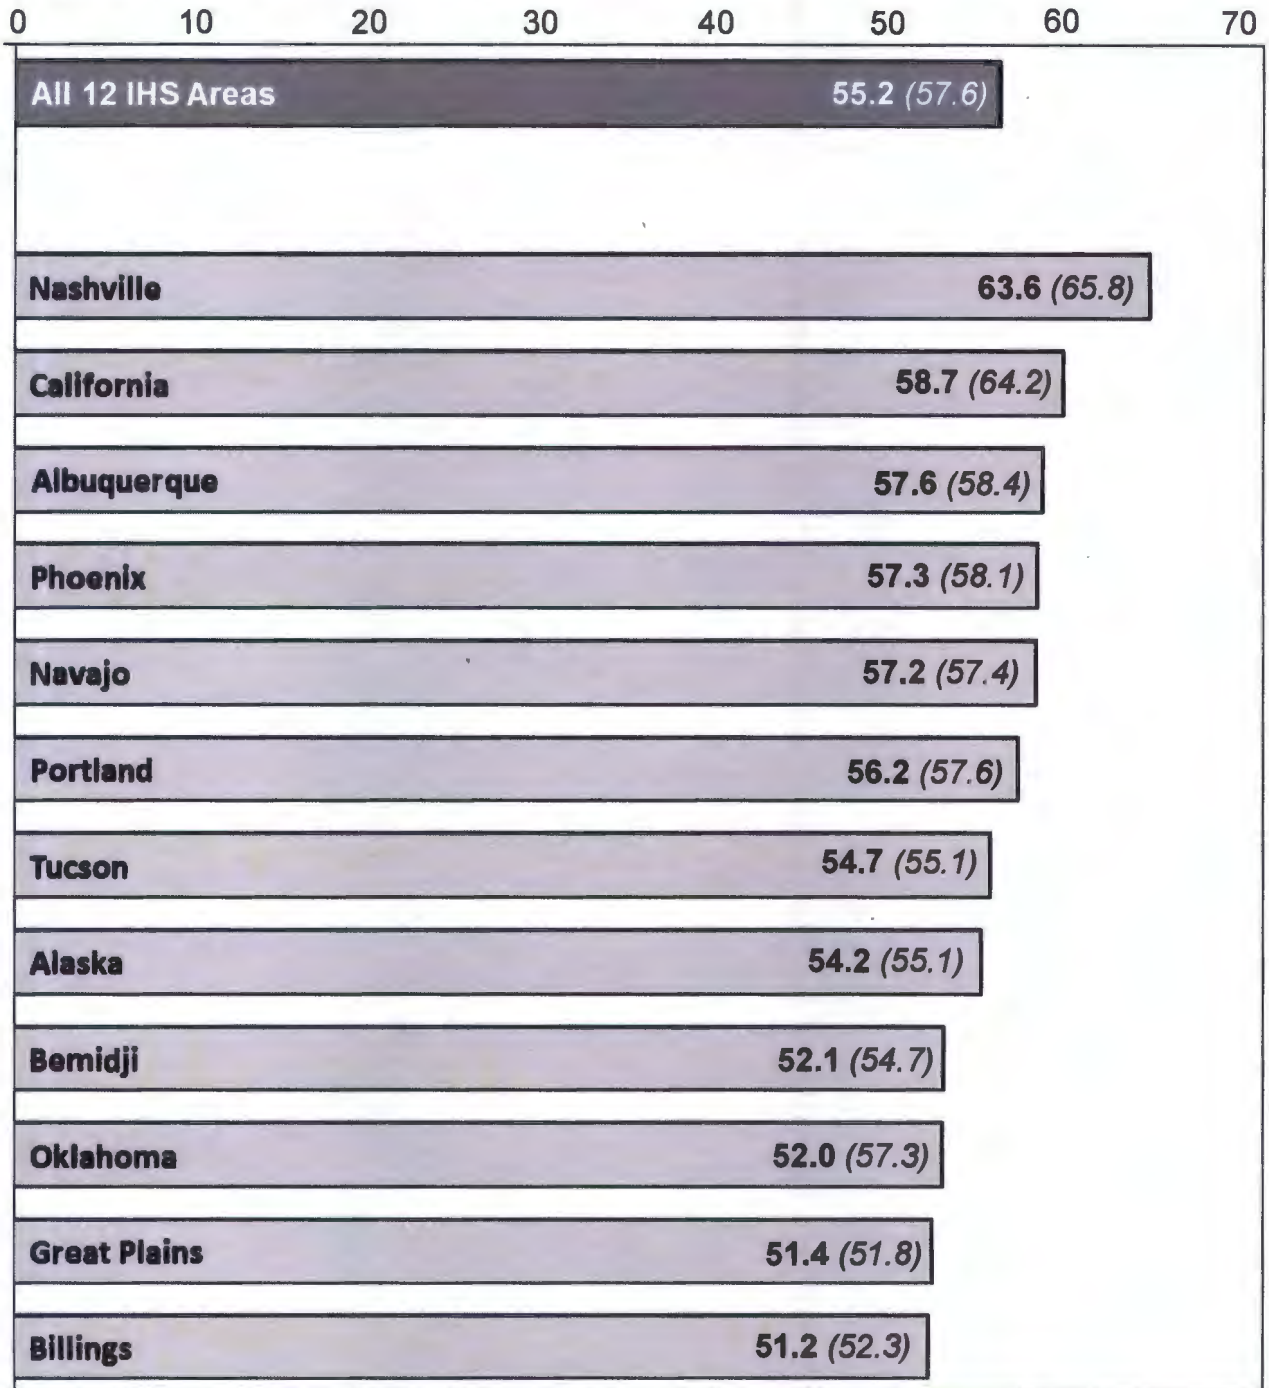 0 10 20 30 40 50 60 70
All 12 IHS Areas 55.2 (57.6)
Nashville 63.6 (65.8)
California 58.7 (64.2)
Albuquerque 57.6 (58.4)
Phoenix 57.3 (58.1)
Navajo 57.2 (57.4)
Portland 56.2 (57.6)
Tucson 54.7 (55.1)
Alaska 54.2 (55.1)
Bemidji 52.1 (54.7)
Oklahoma 52.0 (57.3)
Great Plains 51.4 (51.8)
Billings 51.2 (52.3)